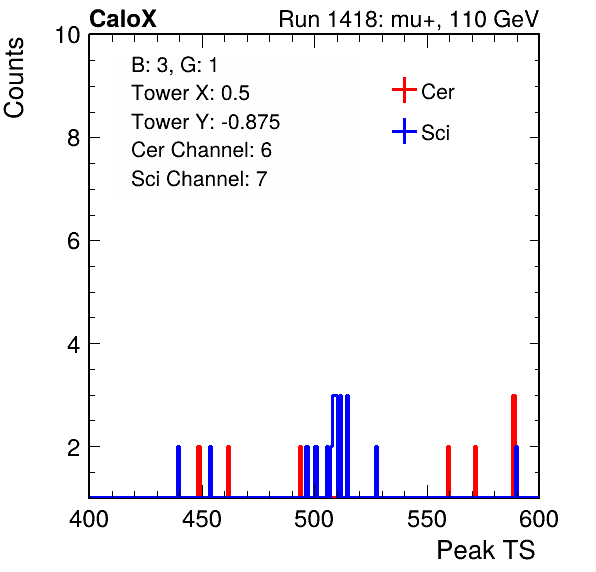 CaloX Run 1418: mu+, 110 GeV
Counts
10
8
6
4
2
B: 3, G: 1
Tower X: 0.5
Tower Y: -0.875
Cer Channel: 6
Sci Channel: 7
Cer
Sci
400 450 500 550 600
Peak TS